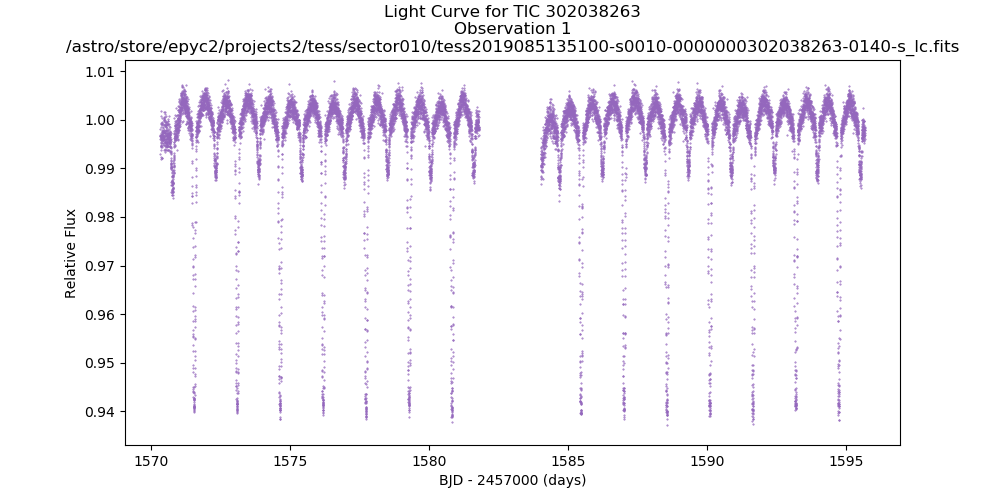 Light Curve for TIC 302038263
Observation 1
/astro/store/epyc2/projects2/tess/sector010/tess2019085135100-s0010-0000000302038263-0140-s_lc.fits
1.01
1.00
0.99
0.98
0.97
0.96
0.95
0.94
Relative Flux
1570
1575
1580
1585
1590
1595
BJD - 2457000 (days)